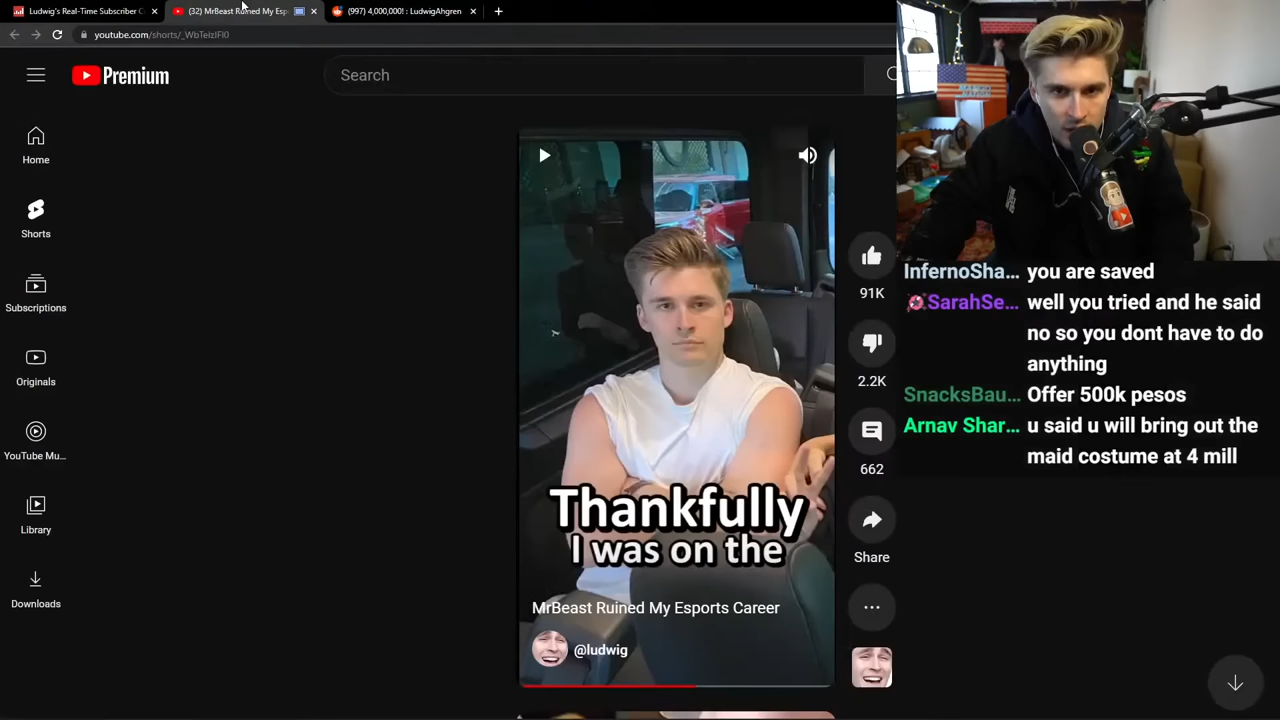 Ludwig's Real-Time Subscriber C
(32) MrBeast Ruined My Esp
(997) 4,000,000! : LudwigAhgren
youtube.com/shorts/_WbTelzIFI0
Premium
Search
Home
Shorts
Subscriptions
Originals
YouTube Mu...
Library
Downloads
Thankfully
I was on the
MrBeast Ruined My Esports Career
@ludwig
91K
2.2K
662
Share
InfernoSha... you are saved
SarahSe... well you tried and he said
no so you dont have to do
anything
SnacksBau... Offer 500k pesos
Arnav Shar... u said u will bring out the
maid costume at 4 mill